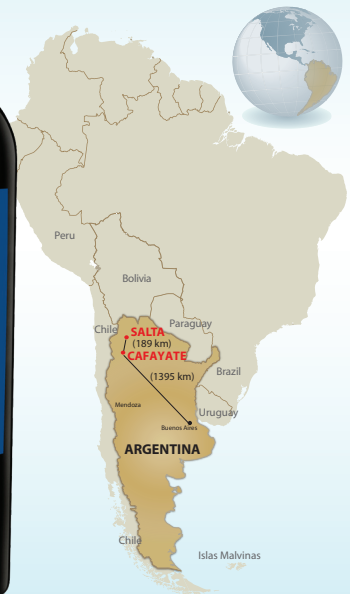 Peru
Bolivia
Chile
SALTA
Paraguay
(189 km)
CAFAYATE
Brazil
(1395 km)
Mendoza
Uruguay
Buenos Aires
ARGENTINA
Chile
Islas Malvinas